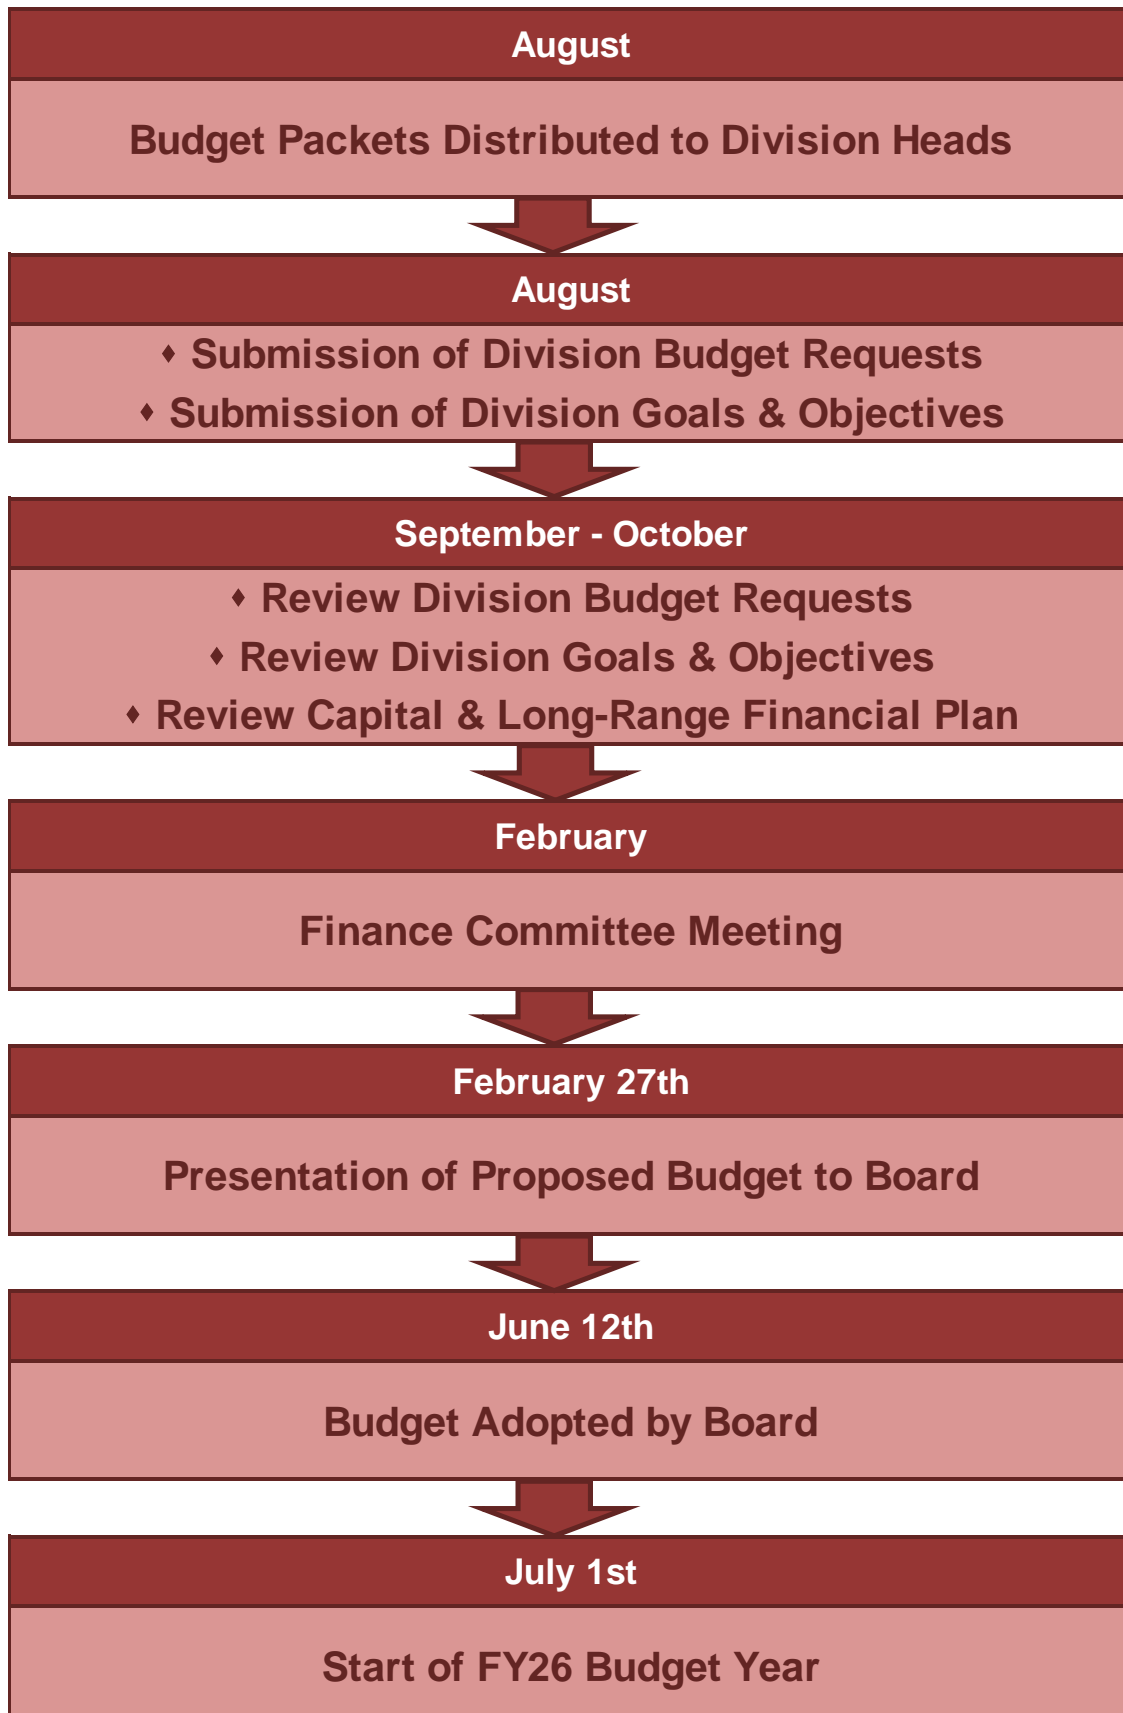 August
Budget Packets Distributed to Division Heads
August
♦ Submission of Division Budget Requests
♦ Submission of Division Goals & Objectives
September - October
♦ Review Division Budget Requests
♦ Review Division Goals & Objectives
♦ Review Capital & Long-Range Financial Plan
February
Finance Committee Meeting
February 27th
Presentation of Proposed Budget to Board
June 12th
Budget Adopted by Board
July 1st
Start of FY26 Budget Year